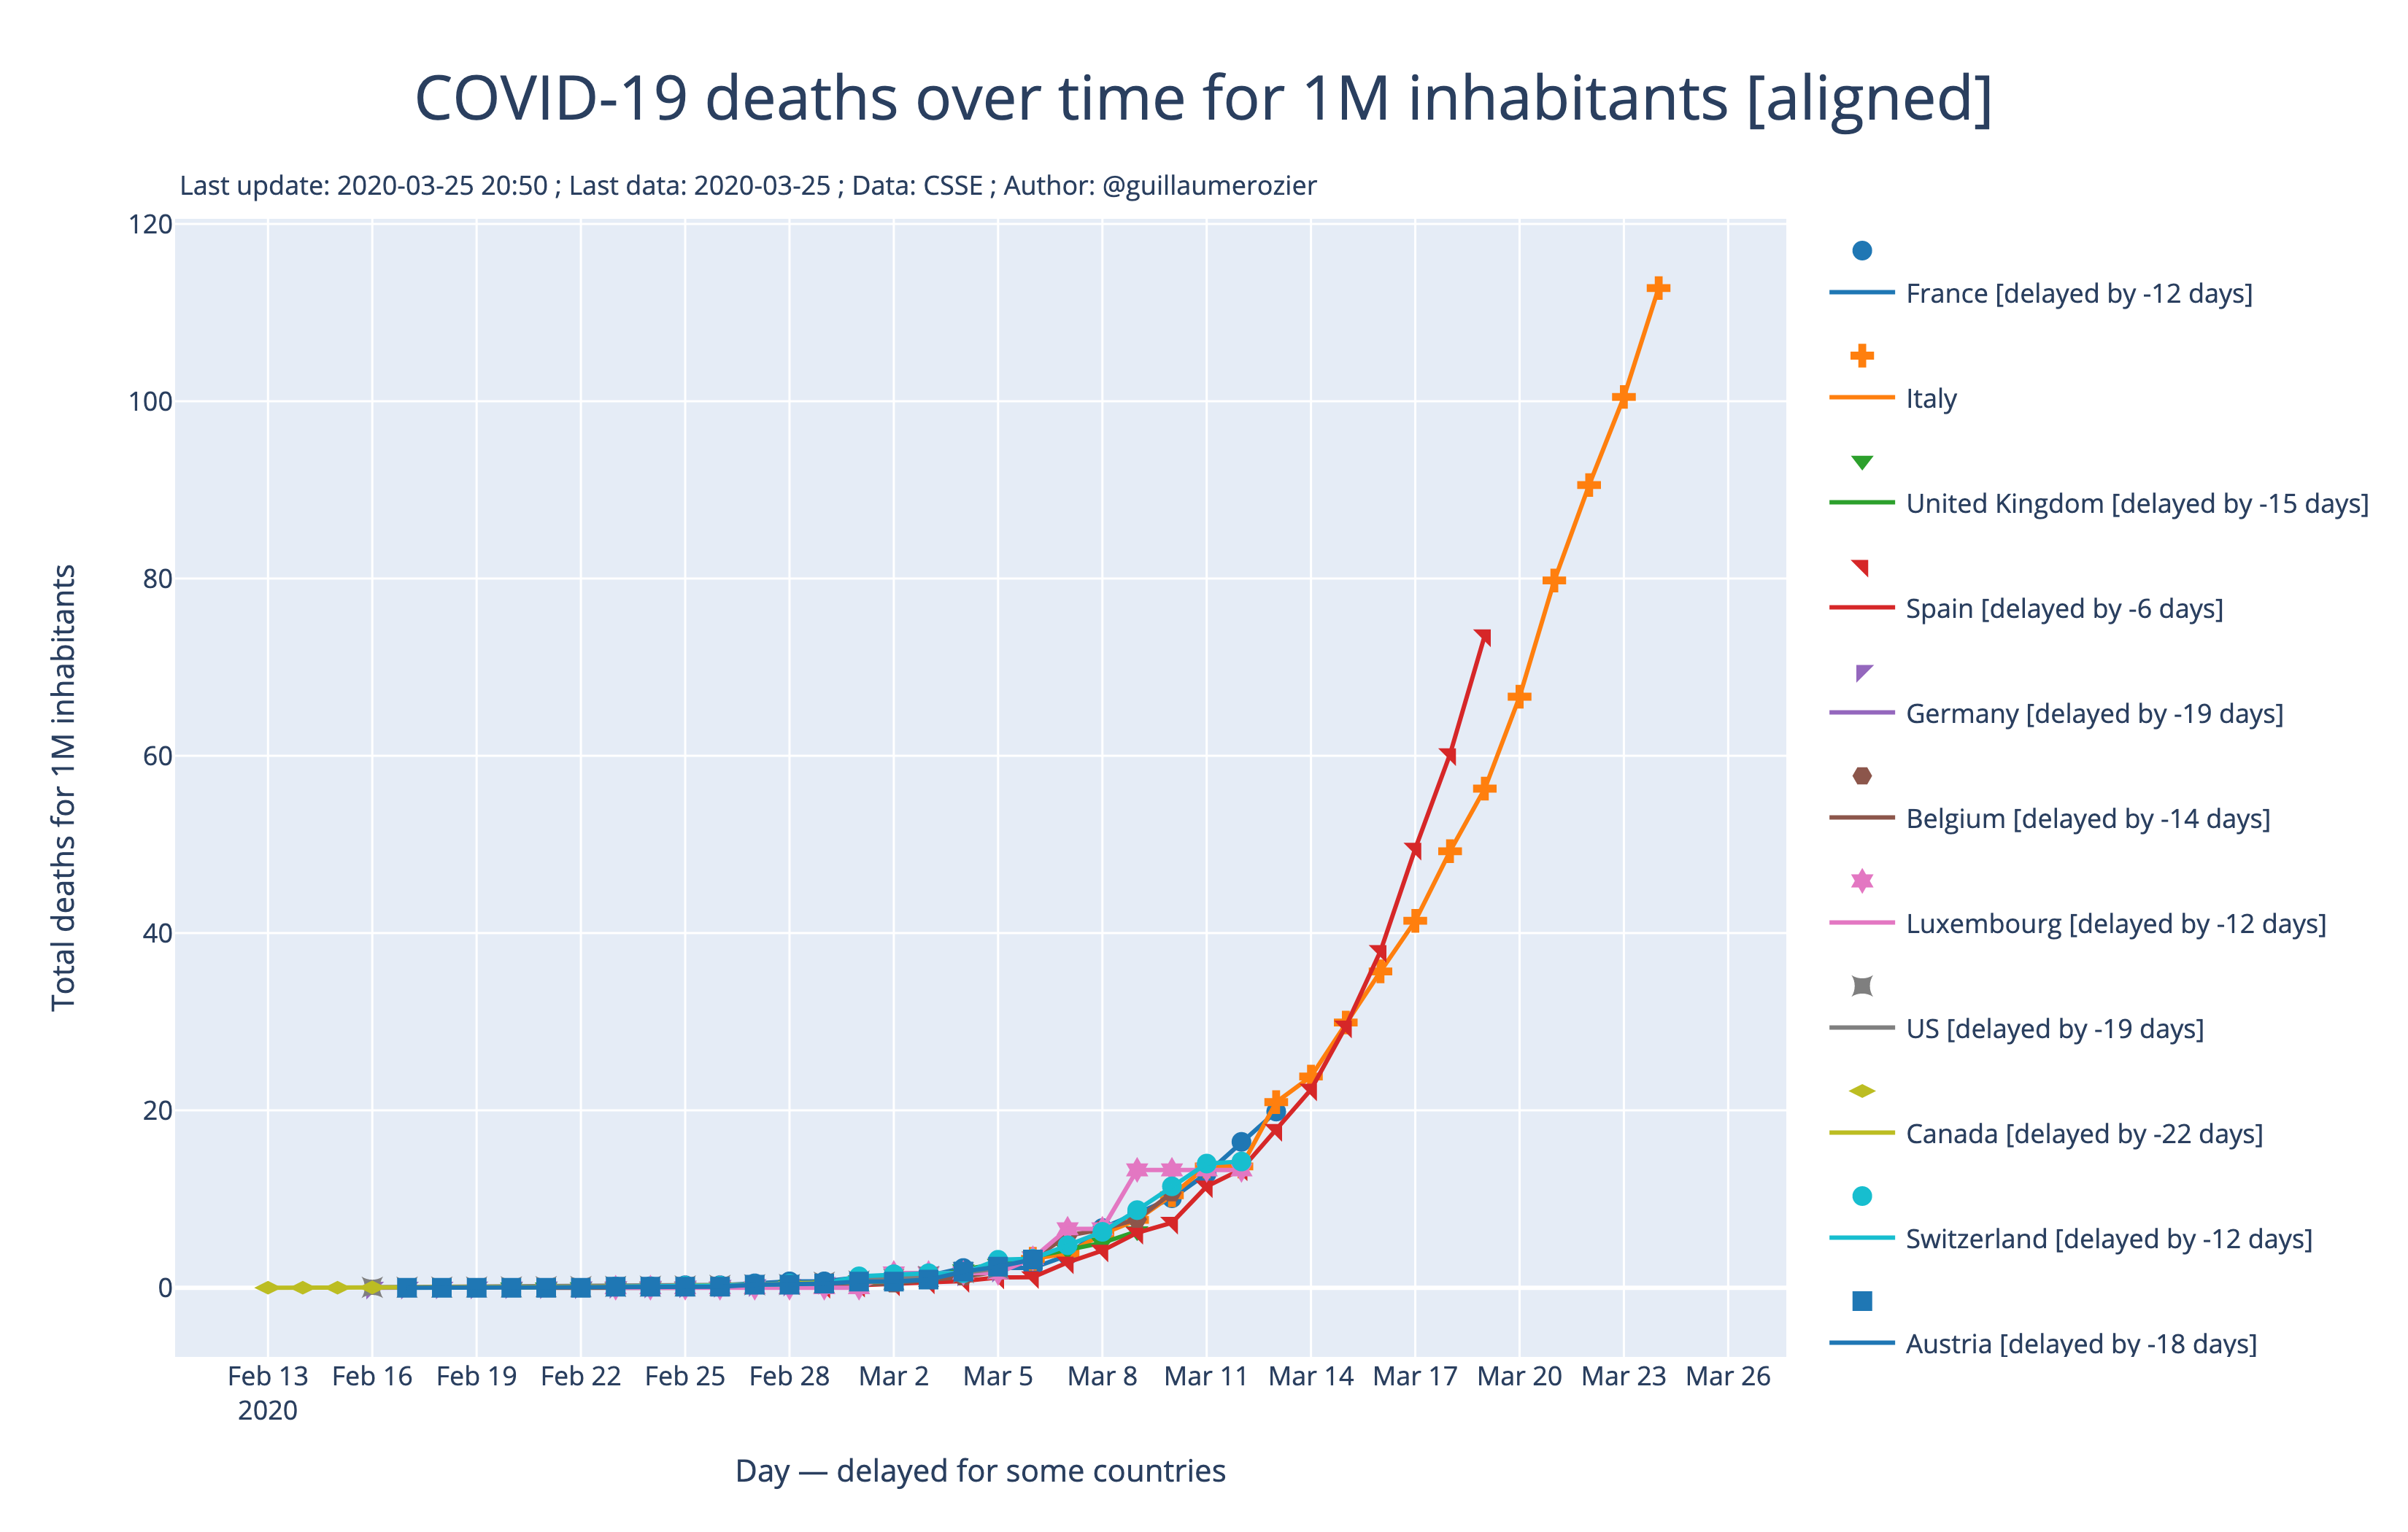 COVID-19 deaths over time for 1M inhabitants [aligned]
Last update: 2020-03-25 20:50 ; Last data: 2020-03-25 ; Data: CSSE ; Author: @guillaumerozier
120
100
80
60
40
20
0
Total deaths for 1M inhabitants
Feb 13 Feb 16 Feb 19 Feb 22 Feb 25 Feb 28 Mar 2 Mar 5 Mar 8 Mar 11 Mar 14 Mar 17 Mar 20 Mar 23 Mar 26
2020
Day — delayed for some countries
France [delayed by -12 days]
Italy
United Kingdom [delayed by -15 days]
Spain [delayed by -6 days]
Germany [delayed by -19 days]
Belgium [delayed by -14 days]
Luxembourg [delayed by -12 days]
US [delayed by -19 days]
Canada [delayed by -22 days]
Switzerland [delayed by -12 days]
Austria [delayed by -18 days]